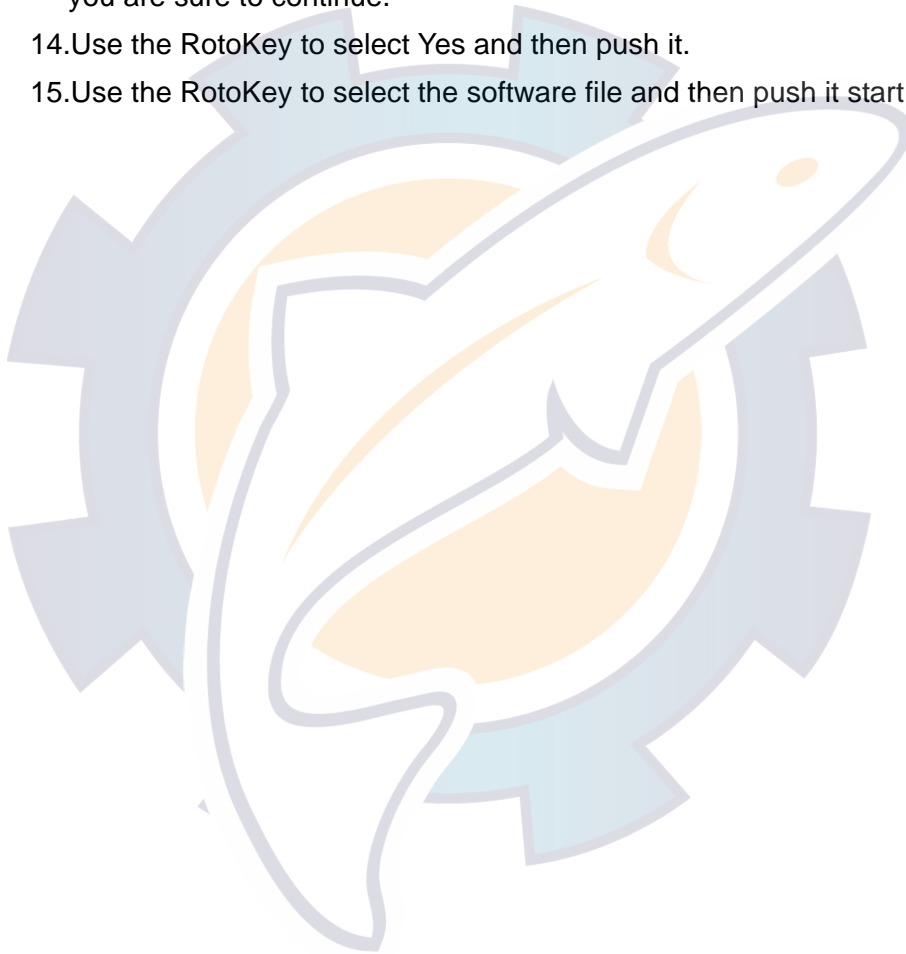 you are sure to continue.
14.Use the RotoKey to select Yes and then push it.
15.Use the RotoKey to select the software file and then push it start